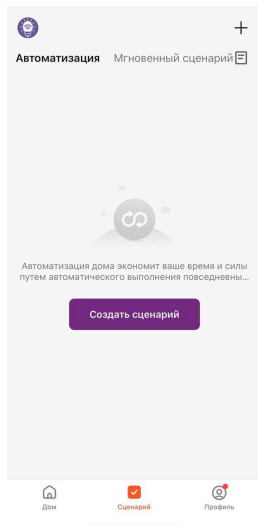 Автоматизация Мгновенный сценарий
Автоматизация дома экономит ваше время и силы
путем автоматического выполнения повседневны...
Создать сценарий
Дом Сценарий Профиль